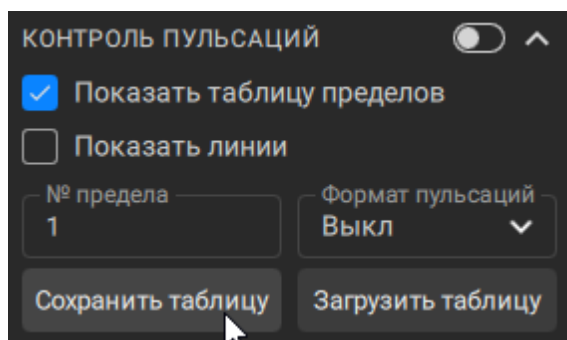 КОНТРОЛЬ ПУЛЬСАЦИЙ
Показать таблицу пределов
Показать линии
№ предела
1
Формат пульсаций
Выкл
Сохранить таблицу
Загрузить таблицу